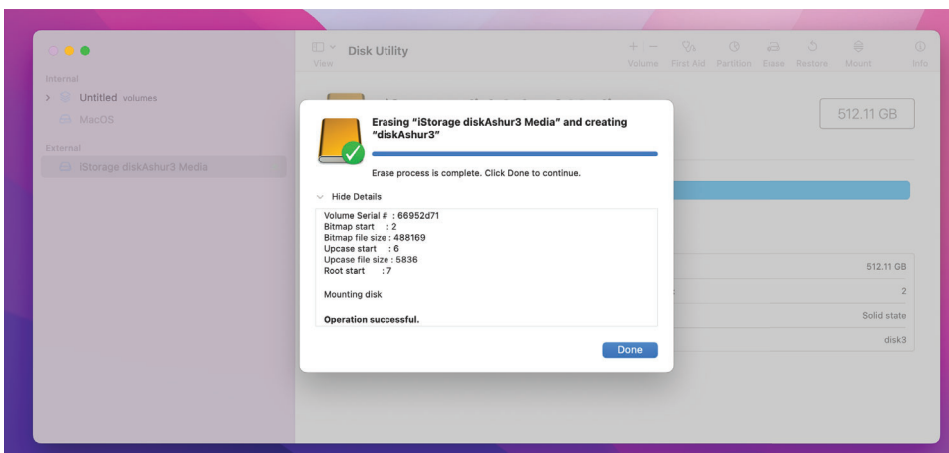 Disk Utility
View
Volume First Aid Partition Erase Restore Mount Info
Internal
Untitled volumes
MacOS
External
iStorage diskAshur3 Media
512.11 GB
Erasing "iStorage diskAshur3 Media" and creating
"diskAshur3"
Erase process is complete. Click Done to continue.
Hide Details
Volume Serial # : 66952d71
Bitmap start : 2
Bitmap file size : 488169
Upcase start : 6
Upcase file size : 5836
Root start : 7
Mounting disk
Operation successful.
Done
512.11 GB
2
Solid state
disk3